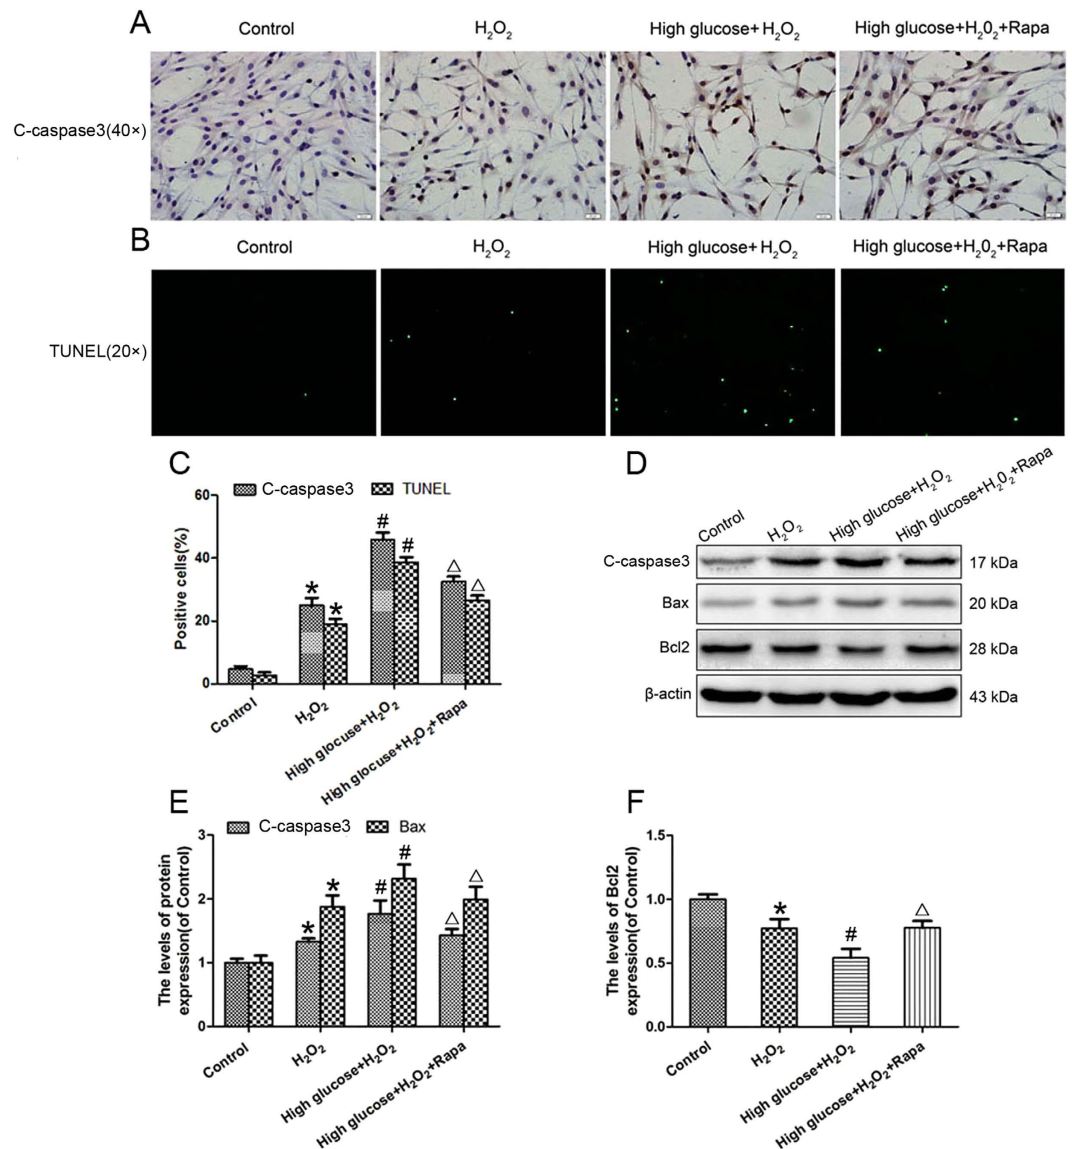 A
Control
H₂O₂
High glucose+H₂O₂
High glucose+H₂0₂+Rapa
C-caspase3(40×)
B
Control
H₂O₂
High glucose+H₂O₂
High glucose+H₂0₂+Rapa
TUNEL(20×)
C
C-caspase3
TUNEL
Positive cells(%)
60
40
20
0
*
*
#
#
△
△
Control
H₂O₂
High glocuse+H₂O₂
High glocuse+H₂O₂+Rapa
D
Control
H₂O₂
High glucose+H₂O₂
High glucose+H₂0₂+Rapa
C-caspase3
17 kDa
Bax
20 kDa
Bcl2
28 kDa
β-actin
43 kDa
E
C-caspase3
Bax
The levels of protein
expression(of Control)
3
2
1
0
*
*
#
#
△
△
Control
H₂O₂
High glucose+H₂O₂
High glucose+H₂O₂+Rapa
F
The levels of Bcl2
expression(of Control)
1.5
1.0
0.5
0.0
*
#
△
Control
H₂O₂
High glucose+H₂O₂
High glucose+H₂O₂+Rapa